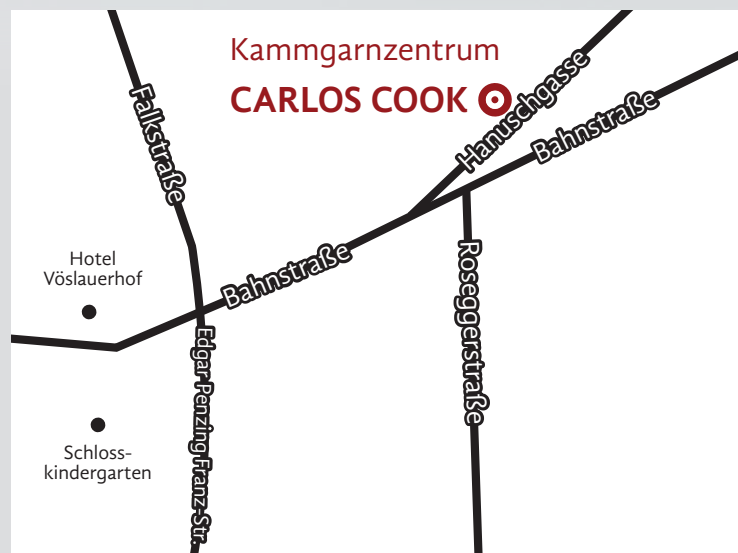 Kammgarnzentrum
CARLOS COOK
Hanuschgasse
Bahnstraße
Falkstraße
Hotel
Vöslauerhof
Bahnstraße
Roseggerstraße
Edgar Penzing Franz-Str.
Schloss-
kindergarten